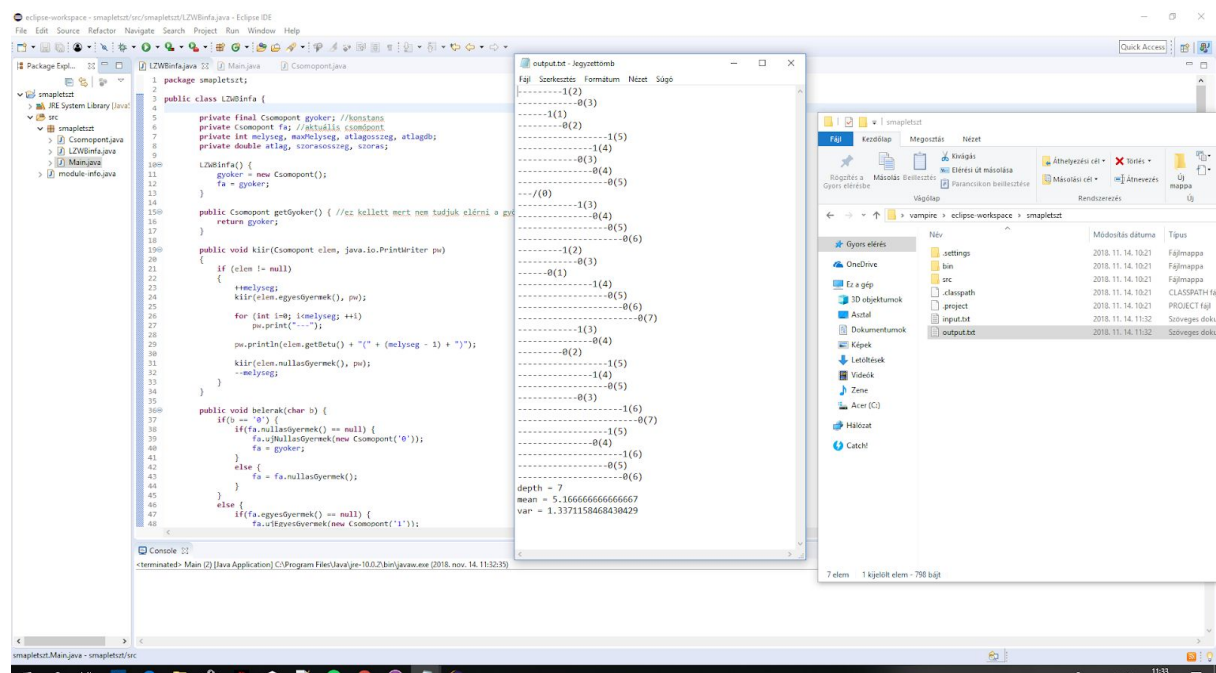 eclipse-workspace - smapletszt/src/smapletszt/LZWBinfa.java - Eclipse IDE
File Edit Source Refactor Navigate Search Project Run Window Help
Quick Access
Package Expl...
smapletszt
JRE System Library [JavaS
src
smapletszt
Csomopont.java
LZWBinfa.java
Main.java
module-info.java
LZWBinfa.java Main.java Csomopont.java
1 package smapletszt;
2
3 public class LZWBinfa {
4
5 private final Csomopont gyoker; //konstans
6 private Csomopont fa; //aktuális csomópont
7 private int melyseg, maxMelyseg, atlagosszeg, atlagdb;
8 private double atlag, szorasosszeg, szoras;
9
10 LZWBinfa() {
11 gyoker = new Csomopont();
12 fa = gyoker;
13 }
14
15 public Csomopont getGyoker() { //ez kellett mert nem tudjuk elérni a gyö
16 return gyoker;
17 }
18
19 public void kiir(Csomopont elem, java.io.PrintWriter pw)
20 {
21 if (elem != null)
22 {
23 ++melyseg;
24 kiir(elem.egyesGyermek(), pw);
25
26 for (int i=0; i<melyseg; ++i)
27 pw.print("---");
28
29 pw.println(elem.getBetu() + "(" + (melyseg - 1) + ")");
30
31 kiir(elem.nullasGyermek(), pw);
32 --melyseg;
33 }
34 }
35
36 public void belerak(char b) {
37 if(b == '0') {
38 if(fa.nullasGyermek() == null) {
39 fa.ujNullasGyermek(new Csomopont('0'));
40 fa = gyoker;
41 }
42 else {
43 fa = fa.nullasGyermek();
44 }
45 }
46 else {
47 if(fa.egyesGyermek() == null) {
48 fa.ujEgyesGyermek(new Csomopont('1'));
Console
<terminated> Main (2) [Java Application] C:\Program Files\Java\jre-10.0.2\bin\javaw.exe (2018. nov. 14. 11:32:35)
smapletszt.Main.java - smapletszt/src
output.txt - Jegyzettömb
Fájl Szerkesztés Formátum Nézet Súgó
---------1(2)
------------0(3)
------1(1)
---------0(2)
------------------1(5)
---------------1(4)
------------0(3)
---------------0(4)
------------------0(5)
---/(0)
------------1(3)
---------------0(4)
------------------0(5)
---------------------0(6)
---------1(2)
------------0(3)
------0(1)
---------------1(4)
------------------0(5)
---------------------0(6)
------------------------0(7)
------------1(3)
---------------0(4)
---------0(2)
------------------1(5)
---------------1(4)
------------------0(5)
------------0(3)
---------------------1(6)
------------------------0(7)
------------------1(5)
---------------0(4)
---------------------1(6)
------------------0(5)
---------------------0(6)
depth = 7
mean = 5.166666666666667
var = 1.3371158468430429
smapletszt
Fájl Kezdőlap Megosztás Nézet
Rögzítés a Gyors elérésbe
Másolás
Beillesztés
Kivágás
Elérési út másolása
Parancsikon beillesztése
Vágólap
Áthelyezési cél
Másolási cél
Törlés
Átnevezés
Rendszerezés
Új mappa
Új
vampire > eclipse-workspace > smapletszt
Név Módosítás dátuma Típus
Gyors elérés
OneDrive
Ez a gép
3D objektumok
Asztal
Dokumentumok
Képek
Letöltések
Videók
Zene
Acer (C:)
Hálózat
Catch!
.settings 2018. 11. 14. 10:21 Fájlmappa
bin 2018. 11. 14. 10:21 Fájlmappa
src 2018. 11. 14. 10:21 Fájlmappa
.classpath 2018. 11. 14. 10:21 CLASSPATH fá
.project 2018. 11. 14. 10:21 PROJECT fájl
input.txt 2018. 11. 14. 11:32 Szöveges doku
output.txt 2018. 11. 14. 11:32 Szöveges doku
7 elem 1 kijelölt elem - 798 bájt
11:33